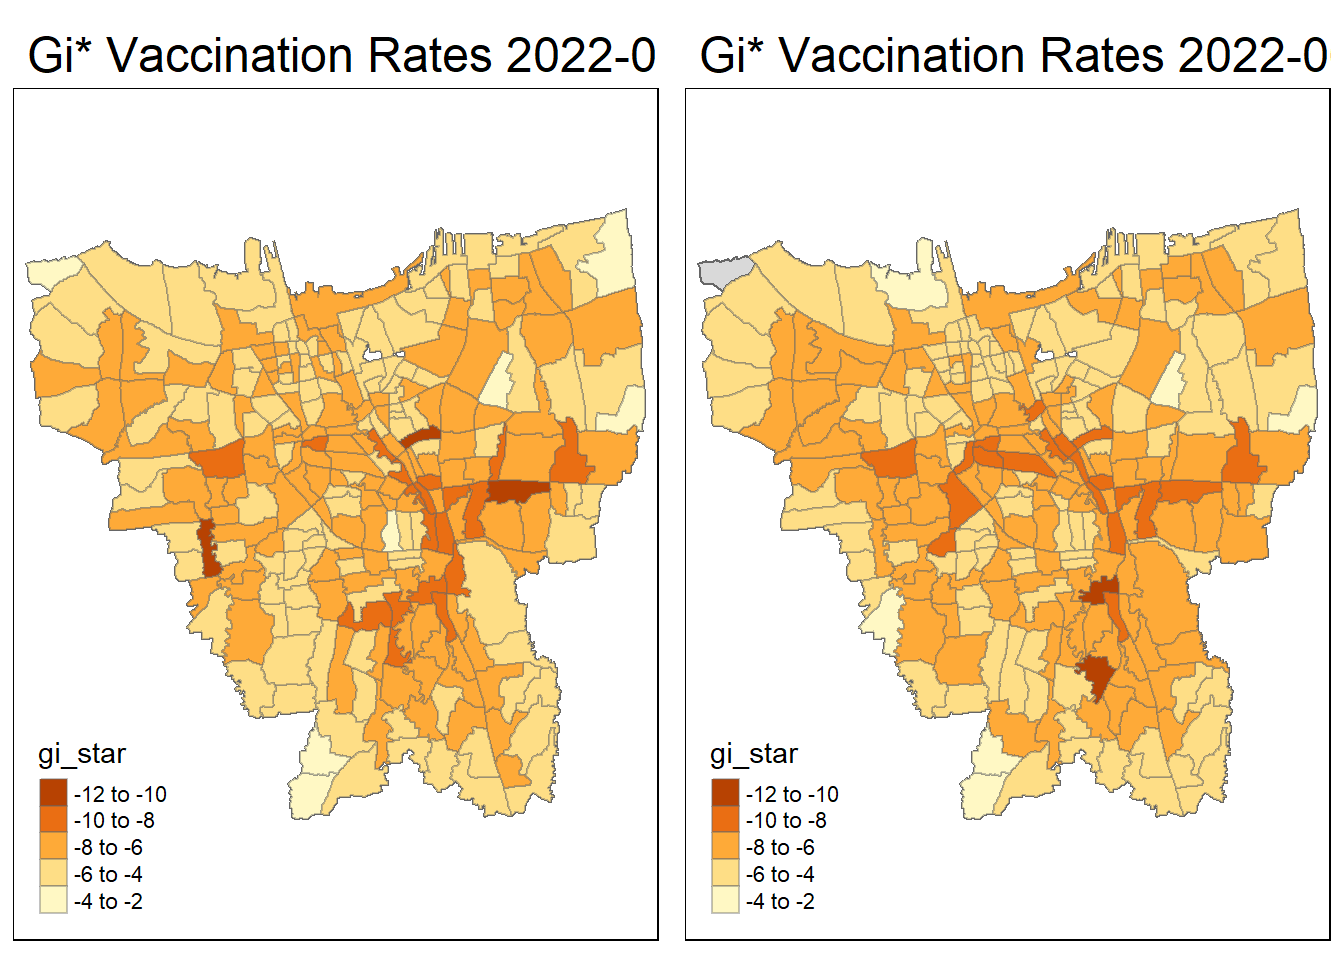 Gi* Vaccination Rates 2022-0
gi_star
-12 to -10
-10 to -8
-8 to -6
-6 to -4
-4 to -2
Gi* Vaccination Rates 2022-0
gi_star
-12 to -10
-10 to -8
-8 to -6
-6 to -4
-4 to -2